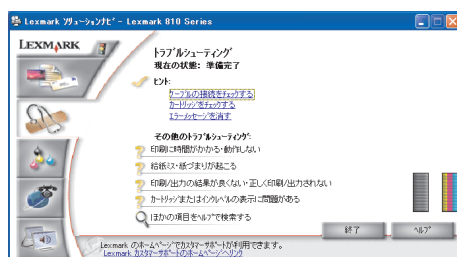 Lexmark ｿﾘｭｰｼｮﾝﾅﾋﾞ - Lexmark 810 Series
LEXMARK
ﾄﾗﾌﾞﾙｼｭｰﾃｨﾝｸﾞ
現在の状態: 準備完了
ﾋﾝﾄ:
ｹｰﾌﾞﾙの接続をﾁｪｯｸする
ｶｰﾄﾘｯｼﾞをﾁｪｯｸする
ｴﾗｰﾒｯｾｰｼﾞを消す
その他のﾄﾗﾌﾞﾙｼｭｰﾃｨﾝｸﾞ:
印刷に時間がかかる・動作しない
給紙ﾐｽ・紙づまりが起こる
印刷/出力の結果が良くない・正しく印刷/出力されない
ｶｰﾄﾘｯｼﾞまたはｲﾝｸﾚﾍﾞﾙの表示に問題がある
ほかの項目をﾍﾙﾌﾟで検索する
終了
ﾍﾙﾌﾟ
Lexmark のﾎｰﾑﾍﾟｰｼﾞでｶｽﾀﾏｰｻﾎﾟｰﾄが利用できます。
Lexmark ｶｽﾀﾏｰｻﾎﾟｰﾄのﾎｰﾑﾍﾟｰｼﾞへﾘﾝｸ